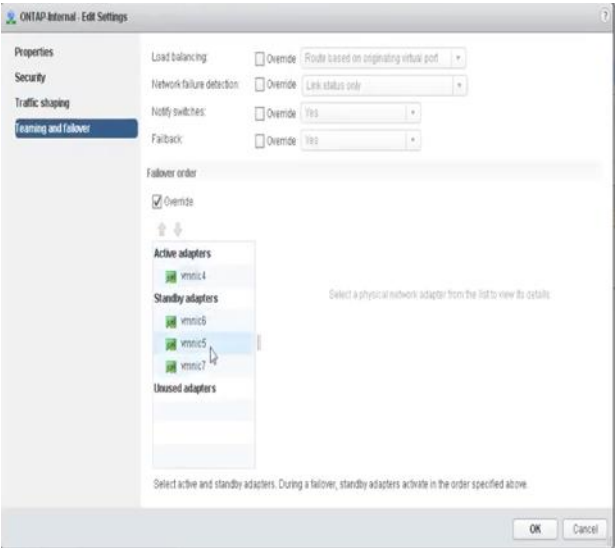 ONTAP-Internal - Edit Settings
?
Properties
Security
Traffic shaping
Teaming and failover
Load balancing: Override Route based on originating virtual port
Network failure detection: Override Link status only
Notify switches: Override Yes
Failback: Override Yes
Failover order
Override
Active adapters
vmnic4
Standby adapters
vmnic6
vmnic5
vmnic7
Unused adapters
Select a physical network adapter from the list to view its details.
Select active and standby adapters. During a failover, standby adapters activate in the order specified above.
OK Cancel